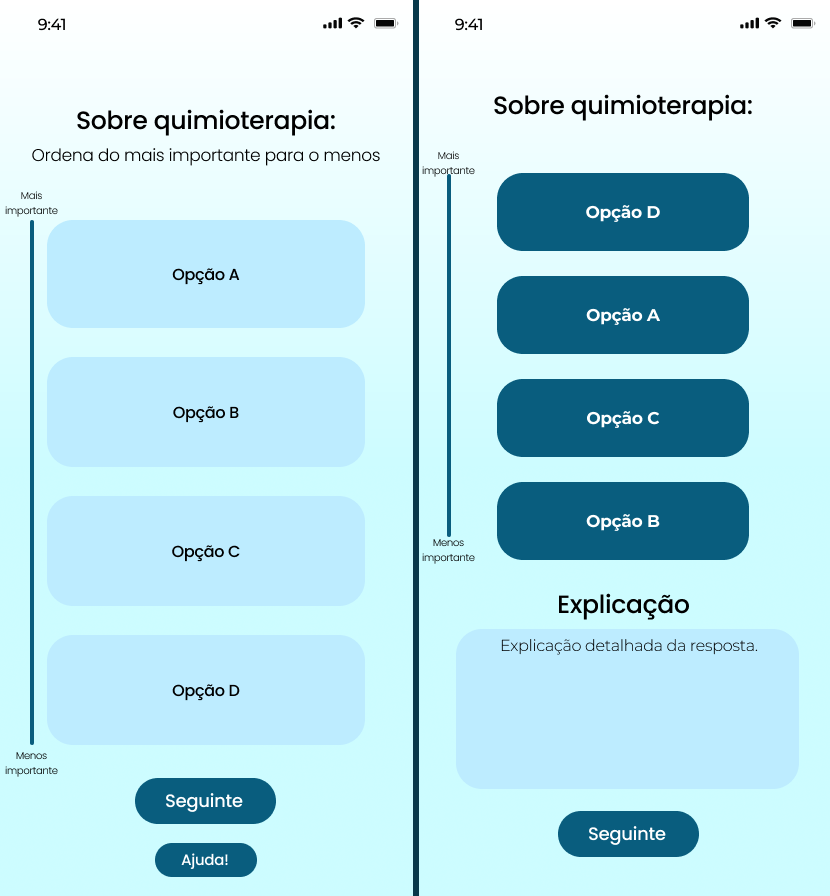 9:41
Sobre quimioterapia:
Ordena do mais importante para o menos
Mais
importante
Opção A
Opção B
Opção C
Opção D
Menos
importante
Seguinte
Ajuda!
9:41
Sobre quimioterapia:
Mais
importante
Opção D
Opção A
Opção C
Opção B
Menos
importante
Explicação
Explicação detalhada da resposta.
Seguinte